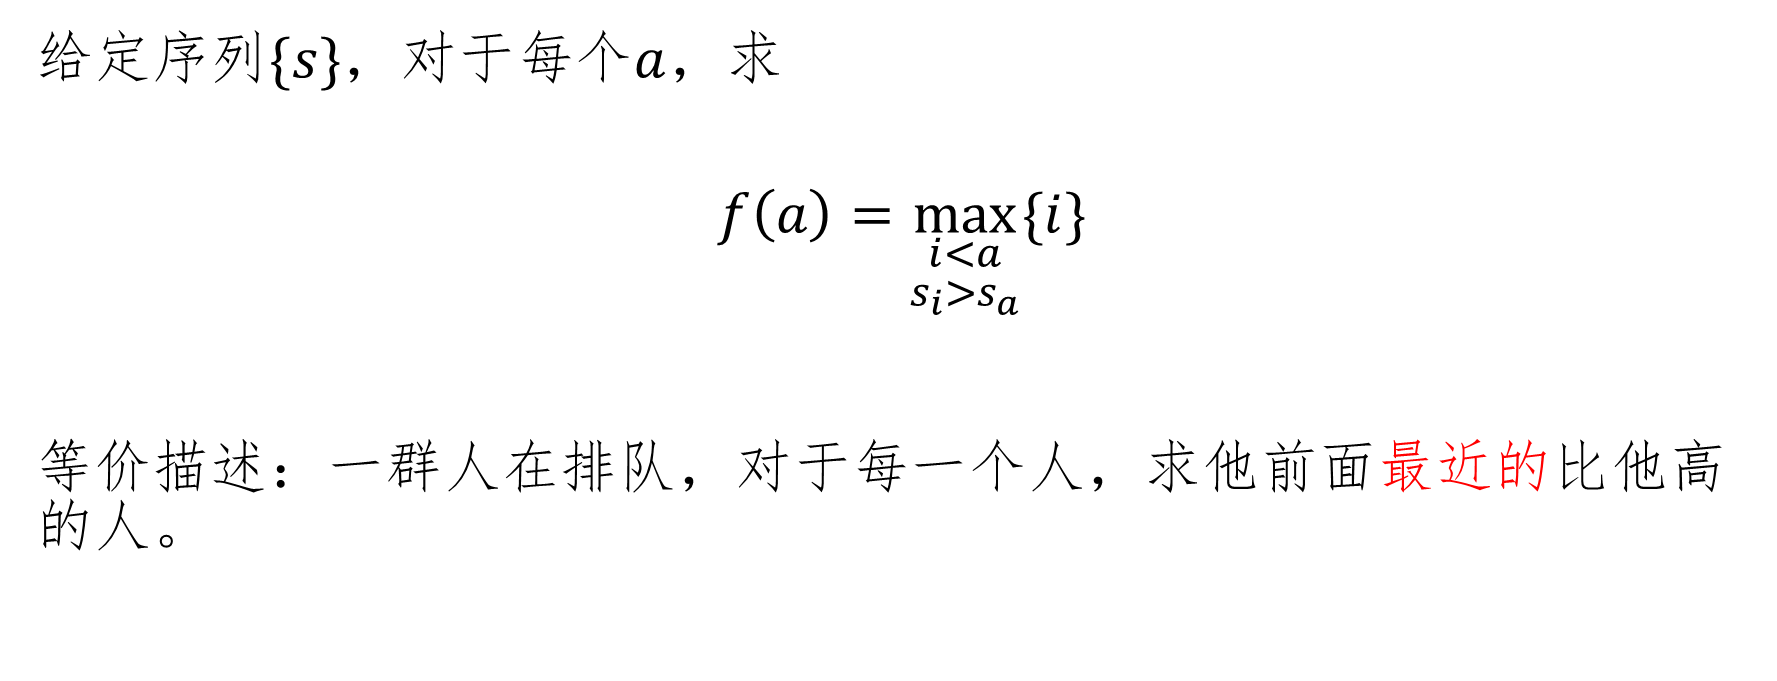 给定序列{s}，对于每个a，求
f(a) = max{i}
i<a
s_i>s_a
等价描述：一群人在排队，对于每一个人，求他前面最近的比他高
的人。